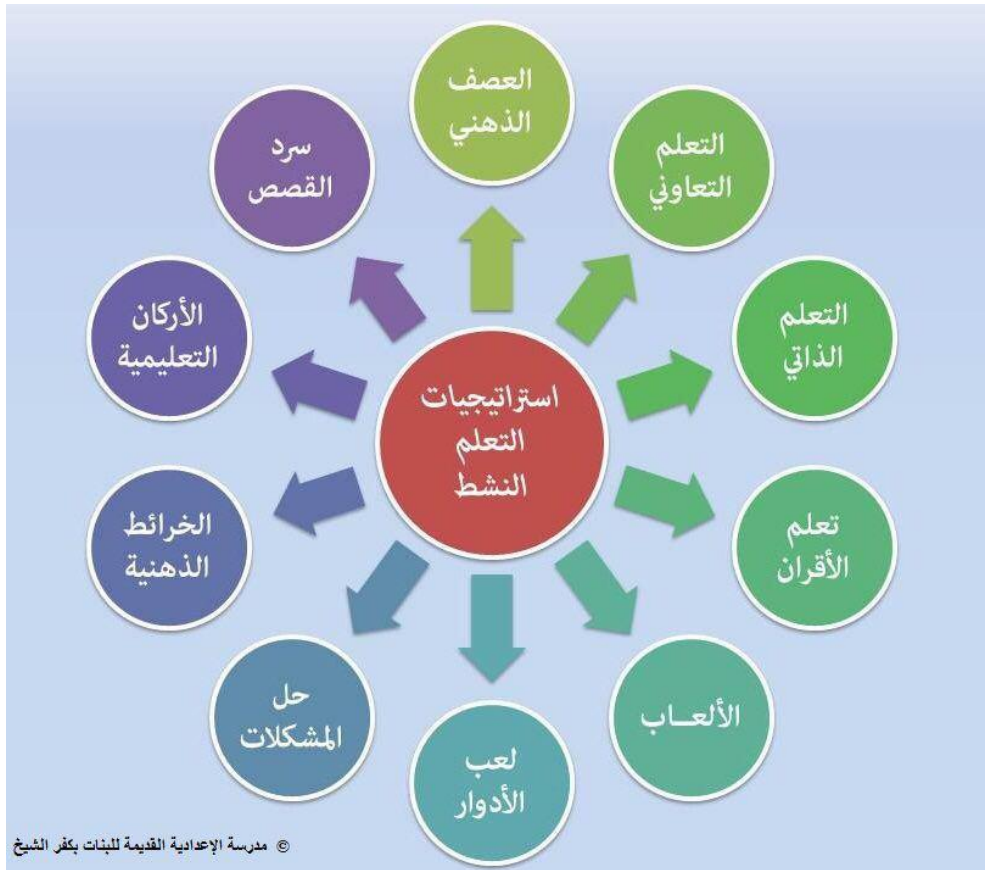 استراتيجيات
التعلم
النشط
العصف
الذهني
التعلم
التعاوني
التعلم
الذاتي
تعلم
الأقران
الألعــاب
لعب
الأدوار
حل
المشكلات
الخرائط
الذهنية
الأركان
التعليمية
سرد
القصص
© مدرسة الإعدادية القديمة للبنات بكفر الشيخ